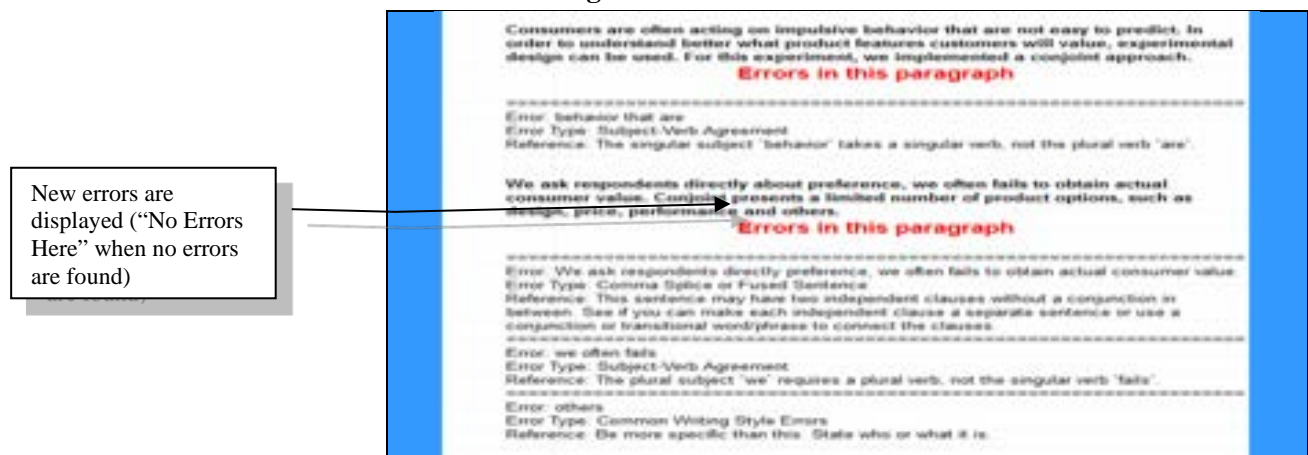 Consumers are often acting on impulsive behavior that are not easy to predict. In
order to understand better what product features customers will value, experimental
design can be used. For this experiment, we implemented a conjoint approach.
Errors in this paragraph
Error: behavior that are
Error Type: Subject-Verb Agreement
Reference: The singular subject 'behavior' takes a singular verb, not the plural verb 'are'.
New errors are
displayed (“No Errors
Here” when no errors
are found)
We ask respondents directly about preference, we often fails to obtain actual
consumer value. Conjoint presents a limited number of product options, such as
design, price, performance and others.
Errors in this paragraph
Error: We ask respondents directly preference, we often fails to obtain actual consumer value.
Error Type: Comma Splice or Fused Sentence
Reference: This sentence may have two independent clauses without a conjunction in
between. See if you can make each independent clause a separate sentence or use a
conjunction or transitional word/phrase to connect the clauses.
Error: we often fails
Error Type: Subject-Verb Agreement
Reference: The plural subject 'we' requires a plural verb, not the singular verb 'fails'.
Error: others
Error Type: Common Writing Style Errors
Reference: Be more specific than this. State who or what it is.